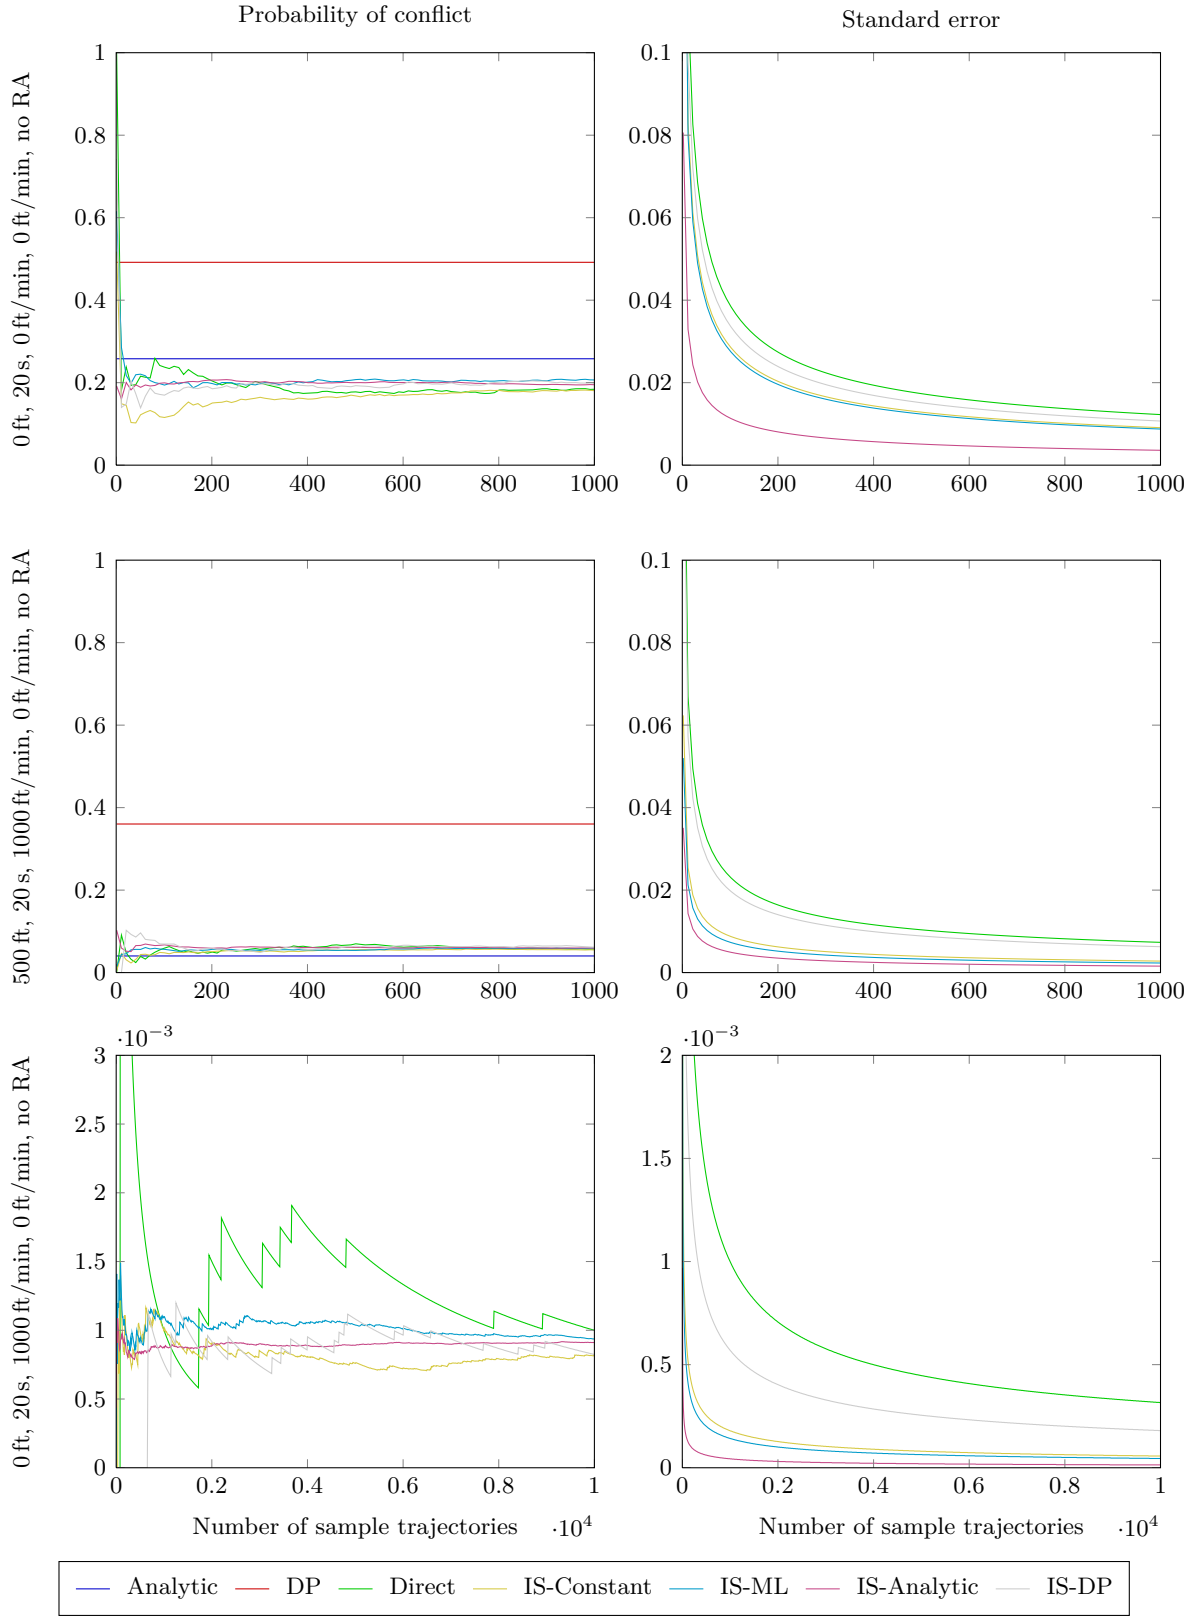 Probability of conflict
Standard error
0 ft, 20 s, 0 ft/min, 0 ft/min, no RA
1
0.8
0.6
0.4
0.2
0
0 200 400 600 800 1000
0.1
0.08
0.06
0.04
0.02
0
0 200 400 600 800 1000
500 ft, 20 s, 1000 ft/min, 0 ft/min, no RA
1
0.8
0.6
0.4
0.2
0
0 200 400 600 800 1000
0.1
0.08
0.06
0.04
0.02
0
0 200 400 600 800 1000
0 ft, 20 s, 1000 ft/min, 0 ft/min, no RA
·10⁻³
3
2.5
2
1.5
1
0.5
0
0 0.2 0.4 0.6 0.8 1
Number of sample trajectories ·10⁴
·10⁻³
2
1.5
1
0.5
0
0 0.2 0.4 0.6 0.8 1
Number of sample trajectories ·10⁴
Analytic DP Direct IS-Constant IS-ML IS-Analytic IS-DP